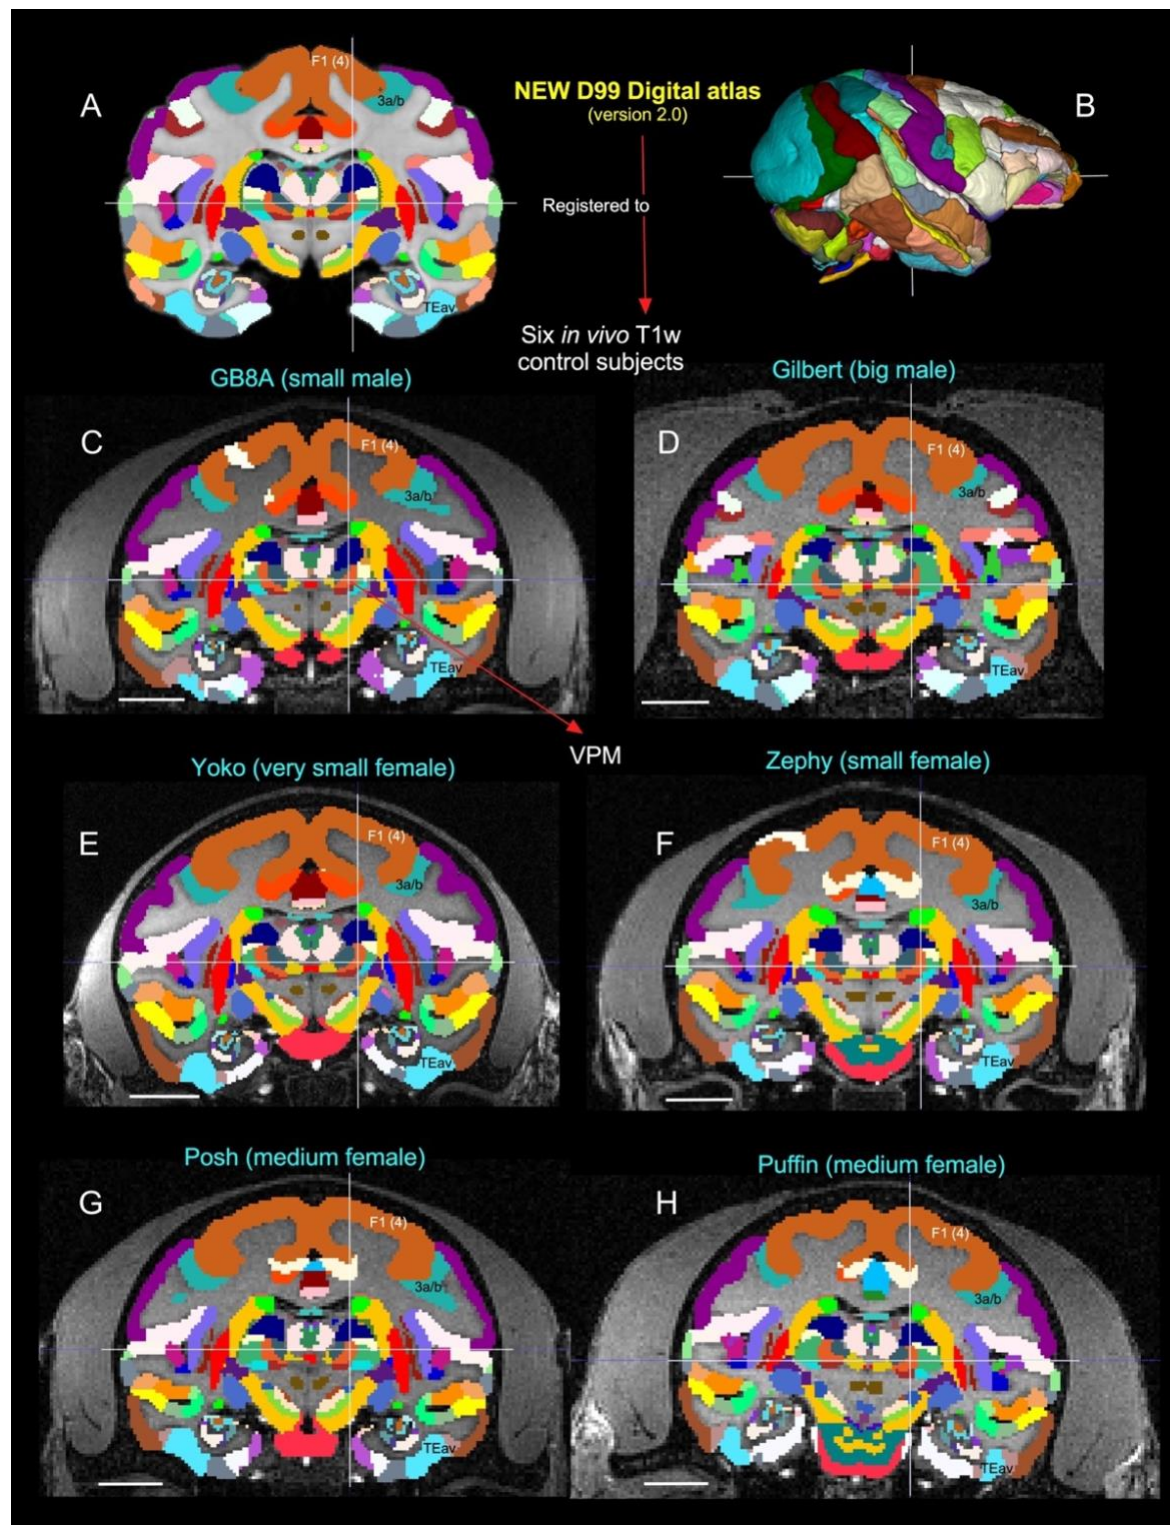 A
F1 (4)
3a/b
TEav
NEW D99 Digital atlas
(version 2.0)
Registered to
Six in vivo T1w
control subjects
B
GB8A (small male)
C
F1 (4)
3a/b
TEav
Gilbert (big male)
D
F1 (4)
3a/b
TEav
VPM
Yoko (very small female)
E
F1 (4)
3a/b
TEav
Zephy (small female)
F
F1 (4)
3a/b
TEav
Posh (medium female)
G
F1 (4)
3a/b
TEav
Puffin (medium female)
H
F1 (4)
3a/b
TEav